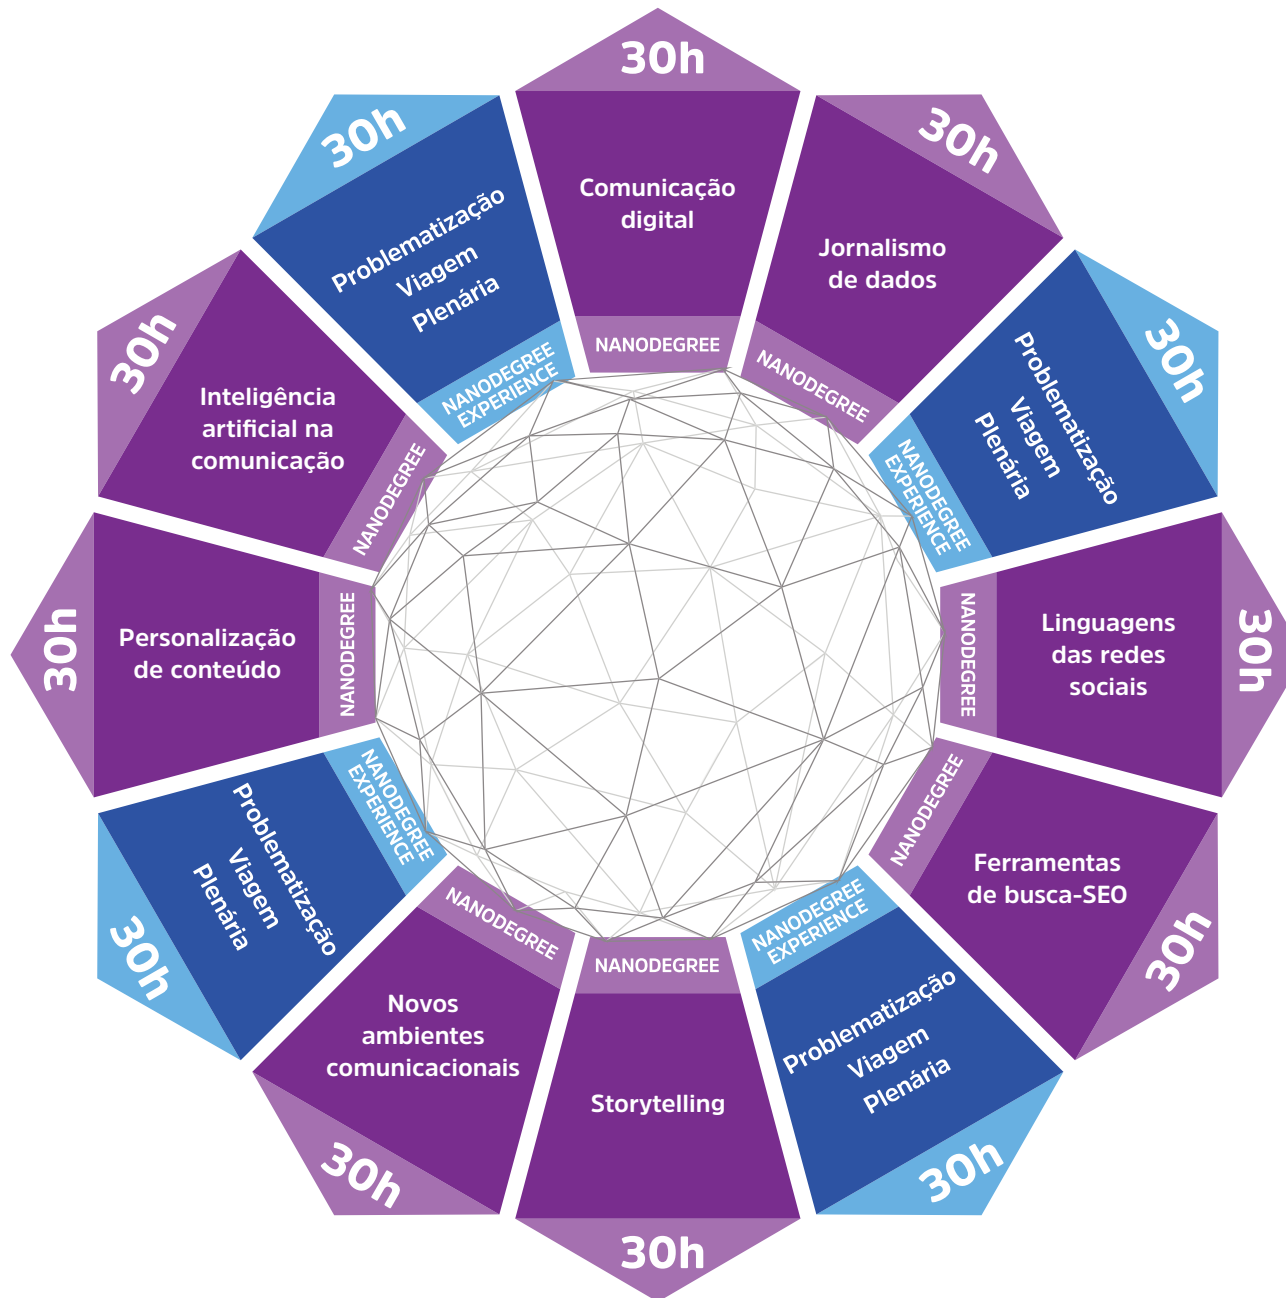 30h
Comunicação
digital
NANODEGREE
30h
Jornalismo
de dados
NANODEGREE
30h
Problematização
Viagem
Plenária
NANODEGREE
EXPERIENCE
30h
Linguagens
das redes
sociais
NANODEGREE
30h
Ferramentas
de busca-SEO
NANODEGREE
30h
Problematização
Viagem
Plenária
NANODEGREE
EXPERIENCE
30h
Storytelling
NANODEGREE
30h
Novos
ambientes
comunicacionais
NANODEGREE
30h
Problematização
Viagem
Plenária
NANODEGREE
EXPERIENCE
30h
Personalização
de conteúdo
NANODEGREE
30h
Inteligência
artificial na
comunicação
NANODEGREE
30h
Problematização
Viagem
Plenária
NANODEGREE
EXPERIENCE